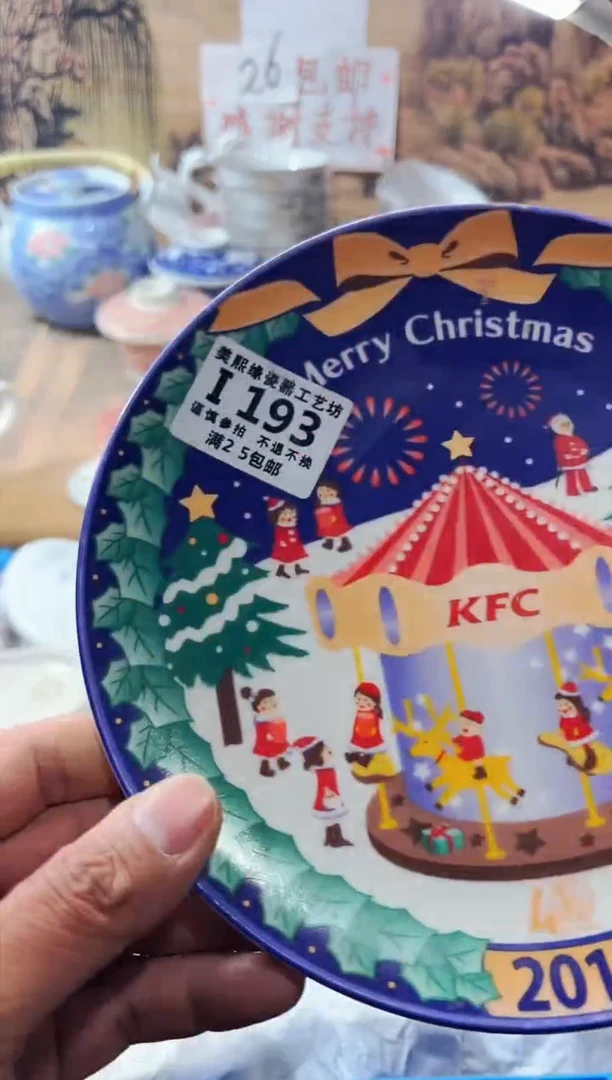 26包邮
Merry Christmas
美熙缘瓷器工艺坊
I 193
谨慎参拍 不退不换
满2 5包邮
KFC
201